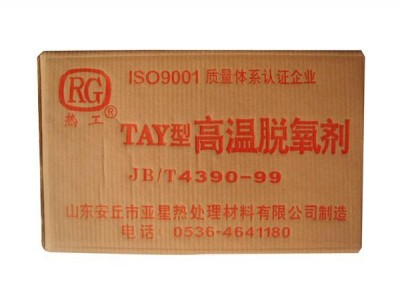 RG®
热工
ISO9001 质量体系认证企业
TAY型高温脱氧剂
JB/T4390-99
山东安丘市亚星热处理材料有限公司制造
电话：0536-4641180